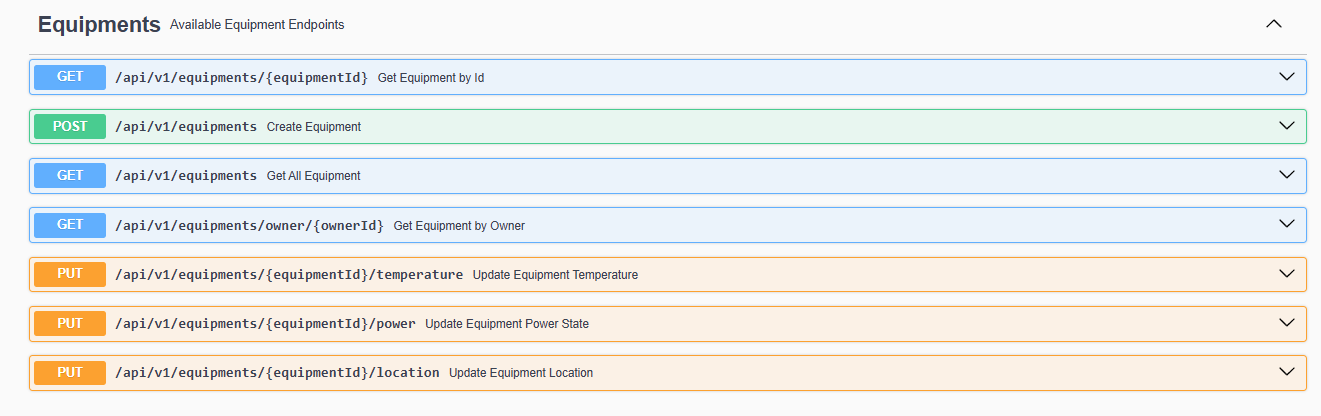 Equipments Available Equipment Endpoints
GET /api/v1/equipments/{equipmentId} Get Equipment by Id
POST /api/v1/equipments Create Equipment
GET /api/v1/equipments Get All Equipment
GET /api/v1/equipments/owner/{ownerId} Get Equipment by Owner
PUT /api/v1/equipments/{equipmentId}/temperature Update Equipment Temperature
PUT /api/v1/equipments/{equipmentId}/power Update Equipment Power State
PUT /api/v1/equipments/{equipmentId}/location Update Equipment Location